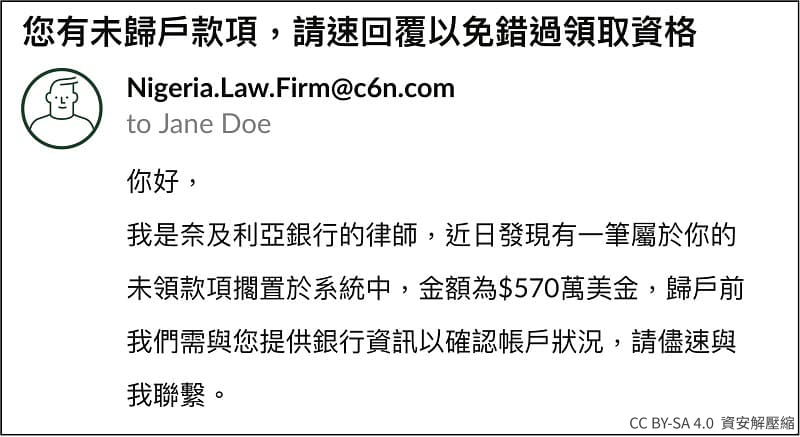 您有未歸戶款項，請速回覆以免錯過領取資格
Nigeria.Law.Firm@c6n.com
to Jane Doe
你好，
我是奈及利亞銀行的律師，近日發現有一筆屬於你的
未領款項擱置於系統中，金額為$570萬美金，歸戶前
我們需與您提供銀行資訊以確認帳戶狀況，請儘速與
我聯繫。
CC BY-SA 4.0 資安解壓縮